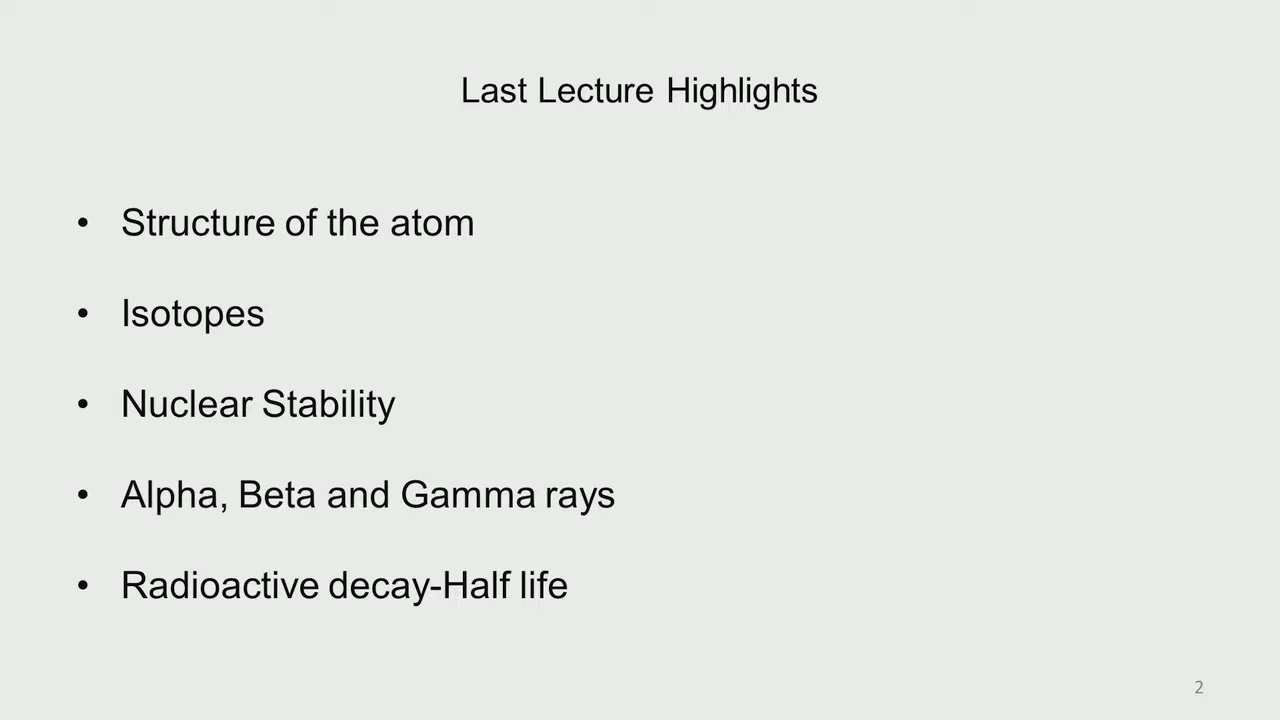 Last Lecture Highlights
• Structure of the atom
• Isotopes
• Nuclear Stability
• Alpha, Beta and Gamma rays
• Radioactive decay-Half life
2